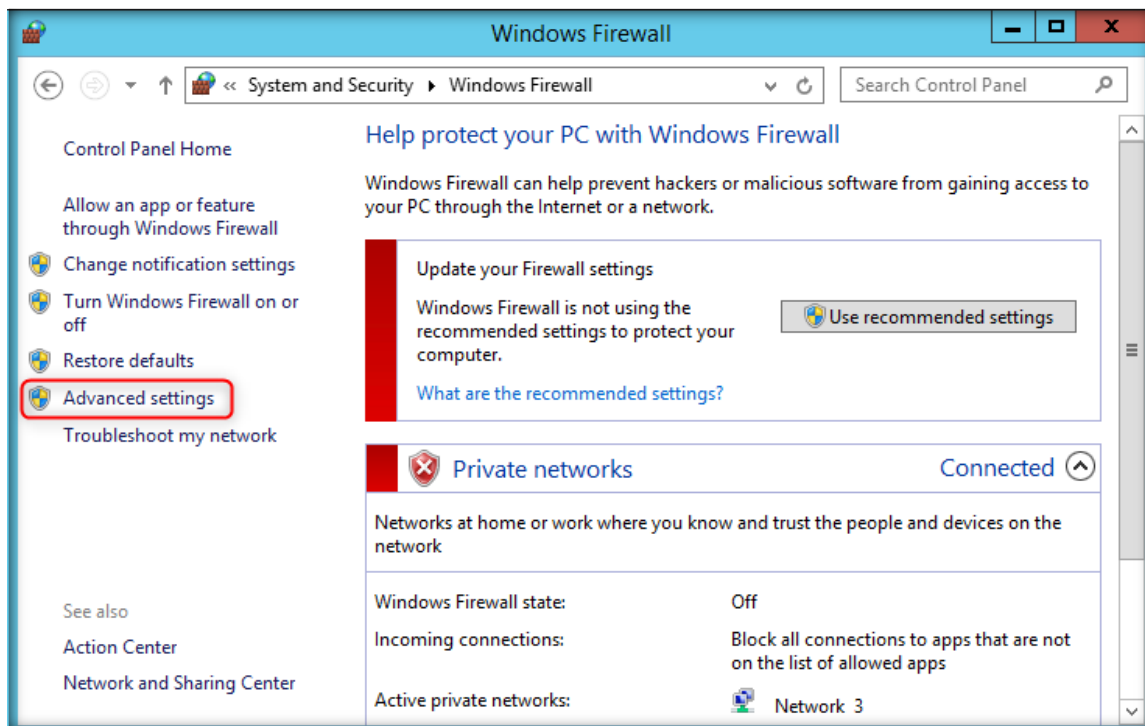 Windows Firewall
« System and Security Windows Firewall
Search Control Panel
Control Panel Home
Allow an app or feature
through Windows Firewall
Change notification settings
Turn Windows Firewall on or
off
Restore defaults
Advanced settings
Troubleshoot my network
See also
Action Center
Network and Sharing Center
Help protect your PC with Windows Firewall
Windows Firewall can help prevent hackers or malicious software from gaining access to
your PC through the Internet or a network.
Update your Firewall settings
Windows Firewall is not using the
recommended settings to protect your
computer.
Use recommended settings
What are the recommended settings?
Private networks
Connected
Networks at home or work where you know and trust the people and devices on the
network
Windows Firewall state: Off
Incoming connections: Block all connections to apps that are not
on the list of allowed apps
Active private networks: Network 3